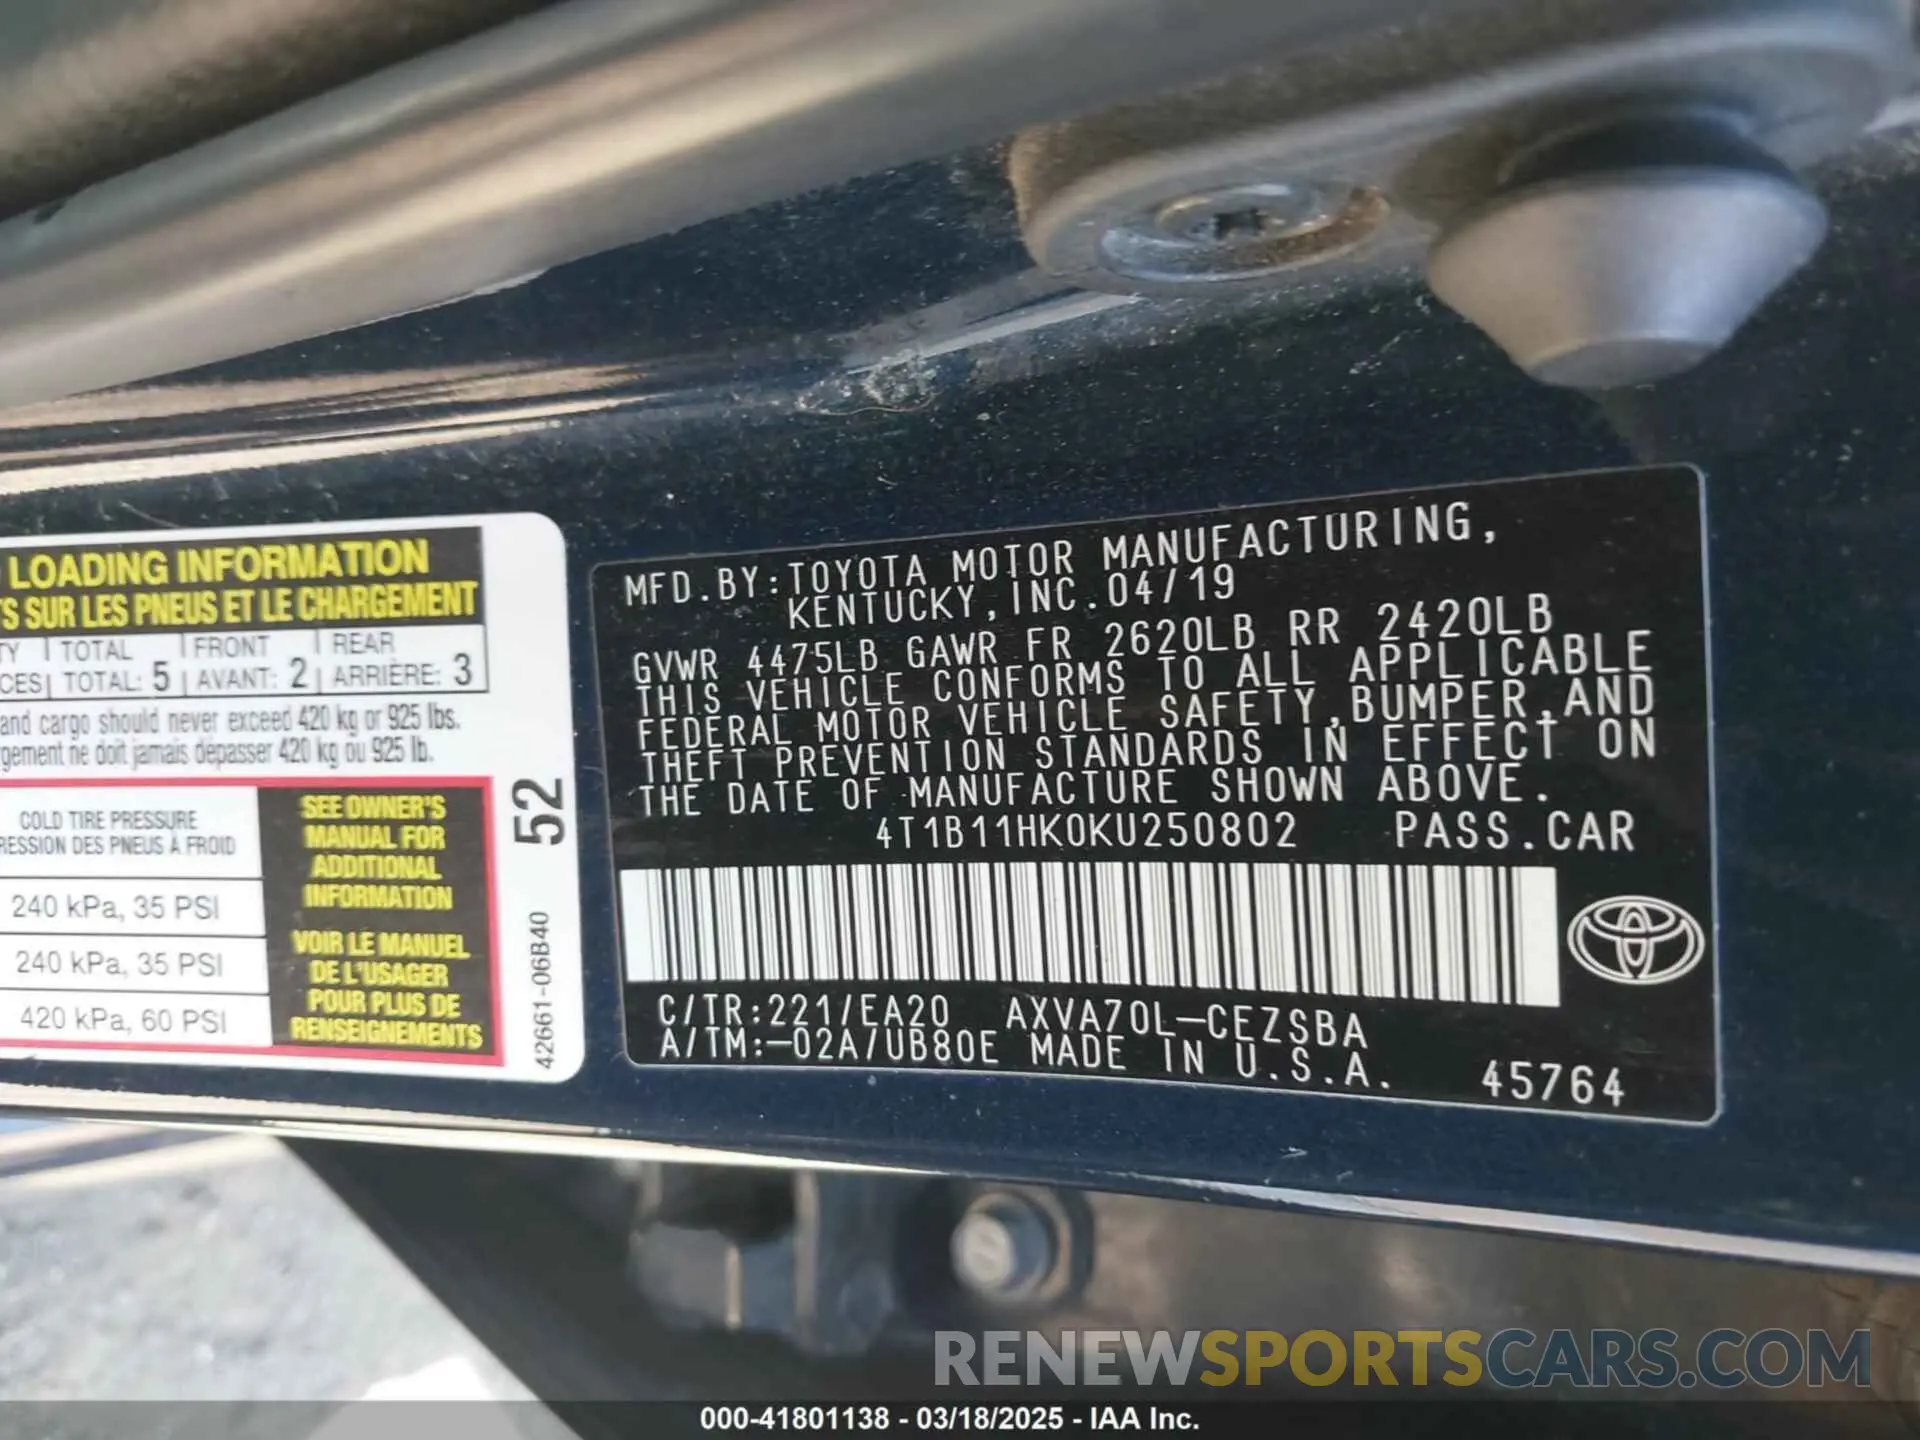 LOADING INFORMATION
SUR LES PNEUS ET LE CHARGEMENT
TOTAL FRONT REAR
TOTAL: 5 AVANT: 2 ARRIÈRE: 3
and cargo should never exceed 420 kg or 925 lbs.
ne doit jamais dépasser 420 kg ou 925 lb.
COLD TIRE PRESSURE
DES PNEUS À FROID
240 kPa, 35 PSI
240 kPa, 35 PSI
420 kPa, 60 PSI
SEE OWNER'S
MANUAL FOR
ADDITIONAL
INFORMATION
VOIR LE MANUEL
DE L'USAGER
POUR PLUS DE
RENSEIGNEMENTS
52
42661-06B40
MFD.BY:TOYOTA MOTOR MANUFACTURING,
KENTUCKY,INC.04/19
GVWR 4475LB GAWR FR 2620LB RR 2420LB
THIS VEHICLE CONFORMS TO ALL APPLICABLE
FEDERAL MOTOR VEHICLE SAFETY,BUMPER,AND
THEFT PREVENTION STANDARDS IN EFFECT ON
THE DATE OF MANUFACTURE SHOWN ABOVE.
4T1B11HK0KU250802 PASS.CAR
C/TR:221/EA20 AXVA70L-CEZSBA
A/TM:-02A/UB80E MADE IN U.S.A.
45764
RENEWSPORTSCARS.COM
000-41801138 - 03/18/2025 - IAA Inc.